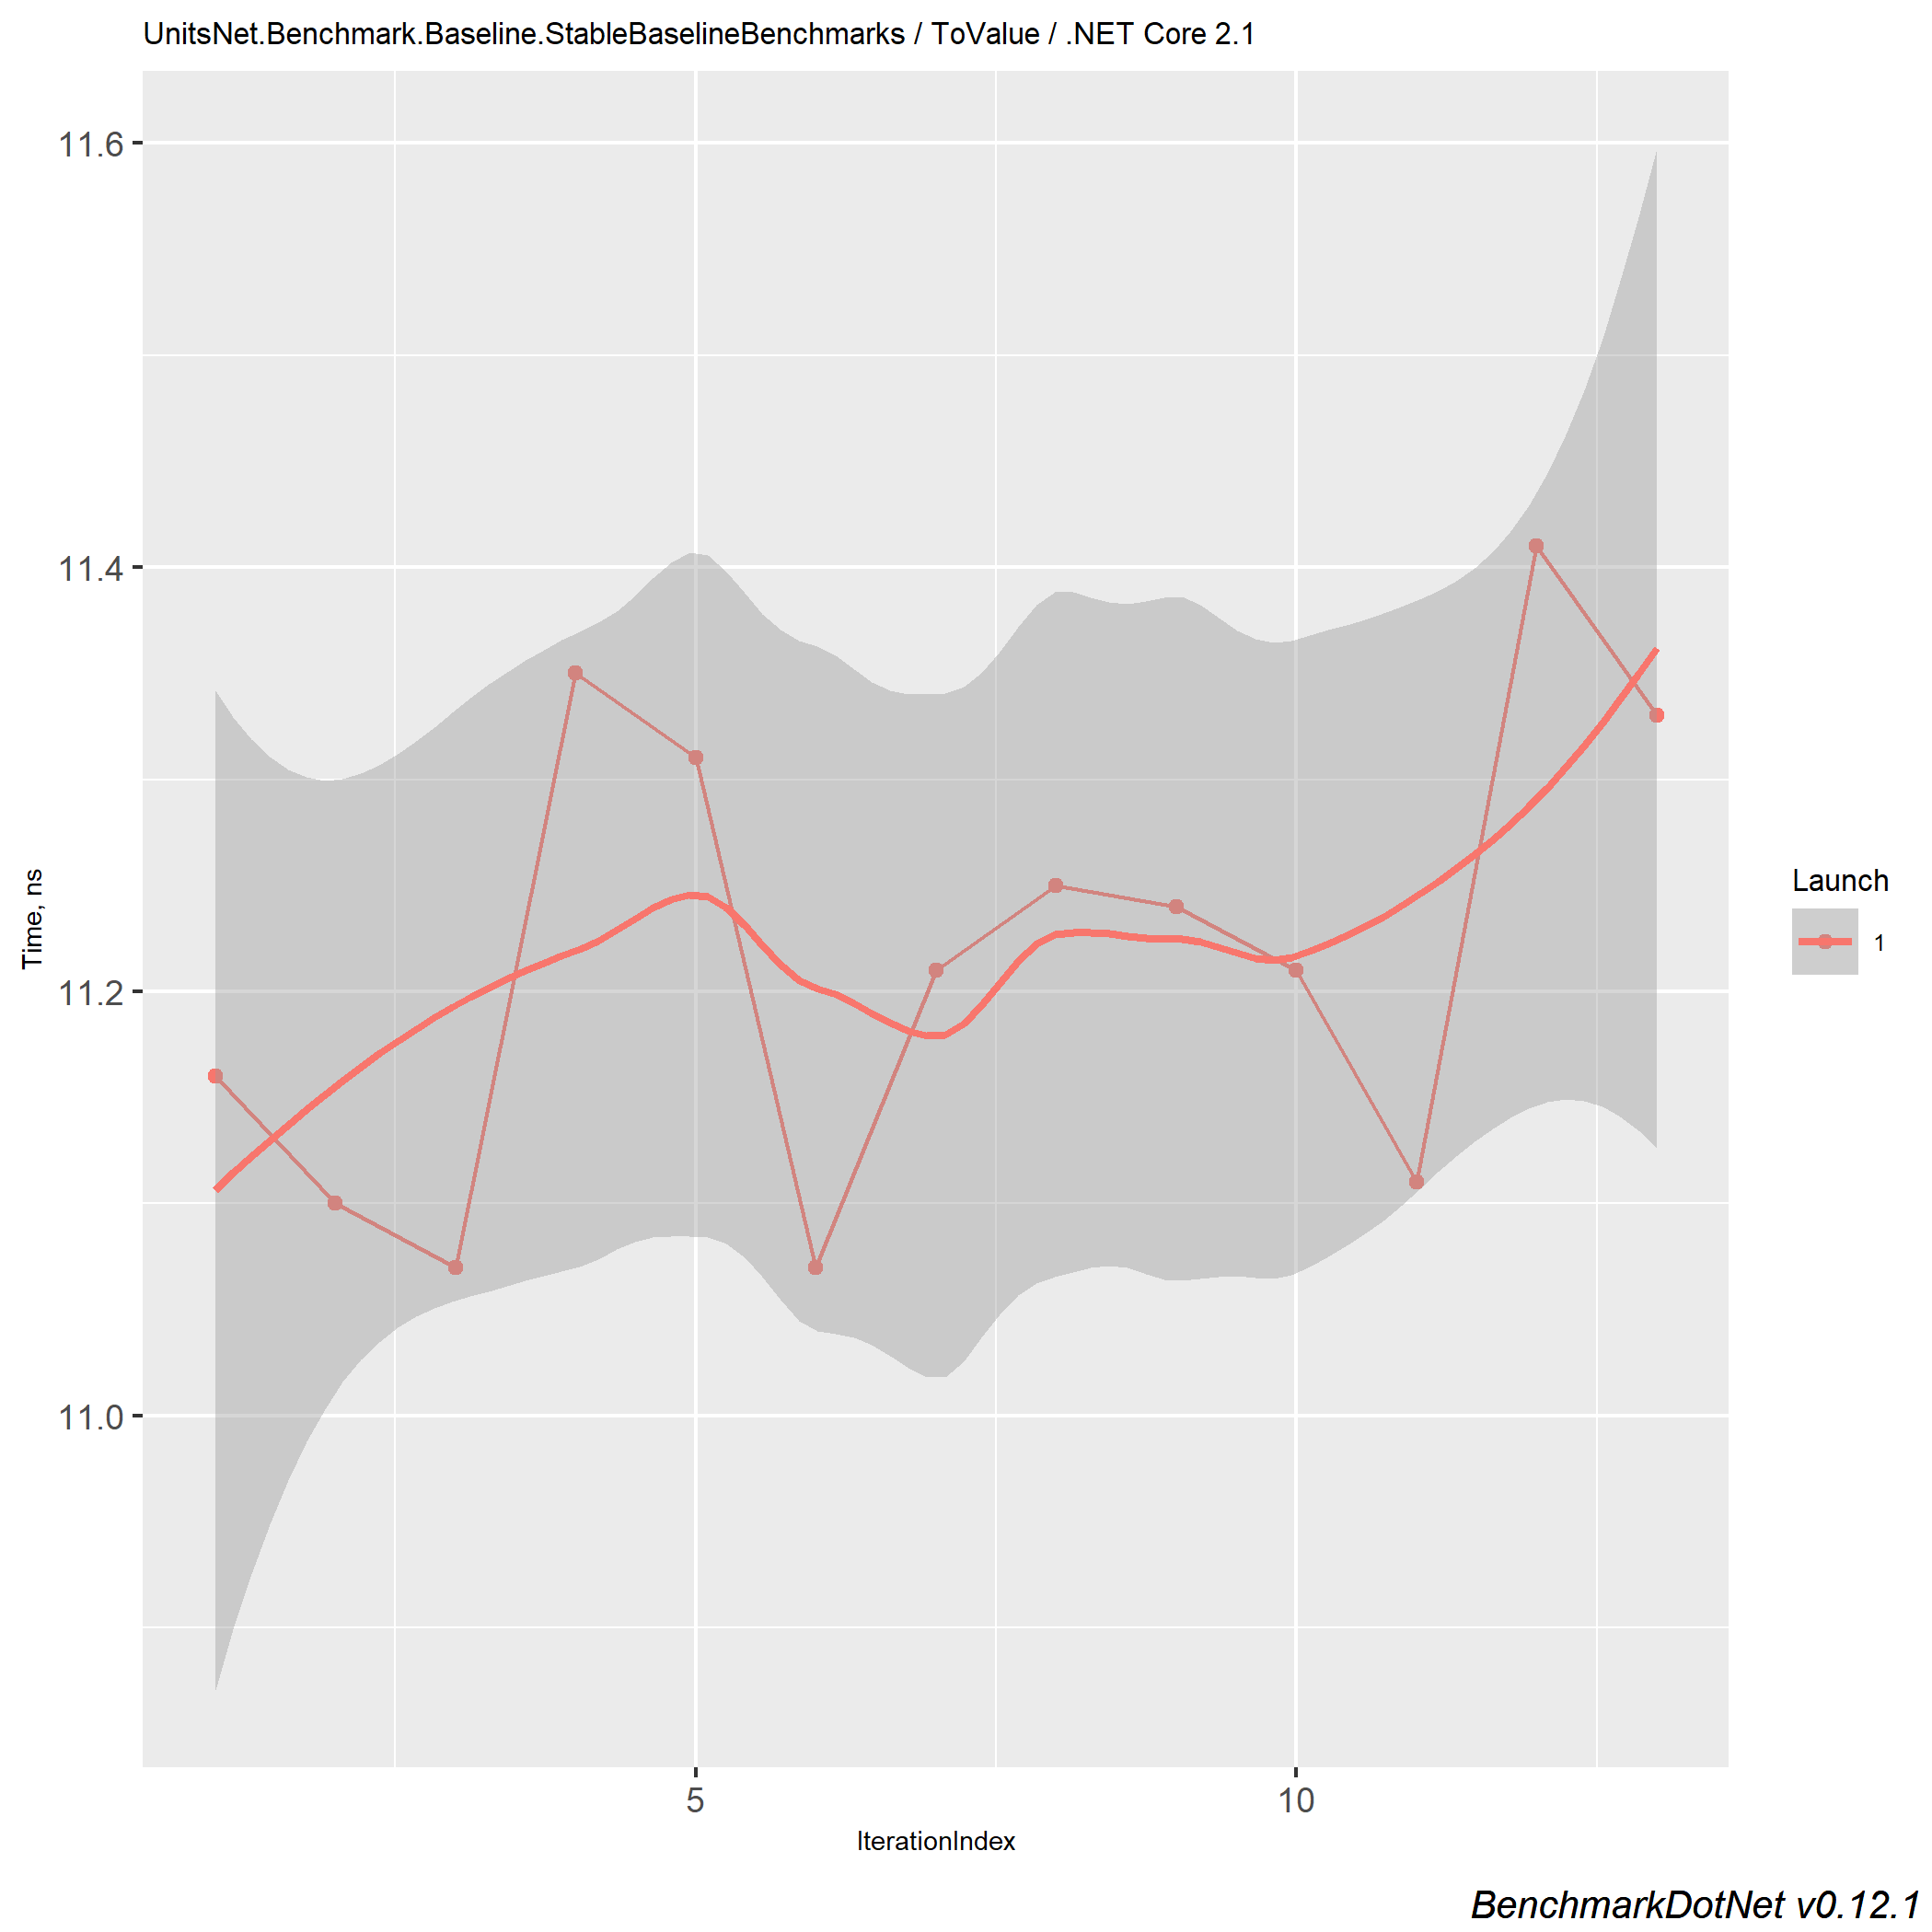 UnitsNet.Benchmark.Baseline.StableBaselineBenchmarks / ToValue / .NET Core 2.1
11.6
11.4
11.2
11.0
Time, ns
5
10
IterationIndex
Launch
1
BenchmarkDotNet v0.12.1